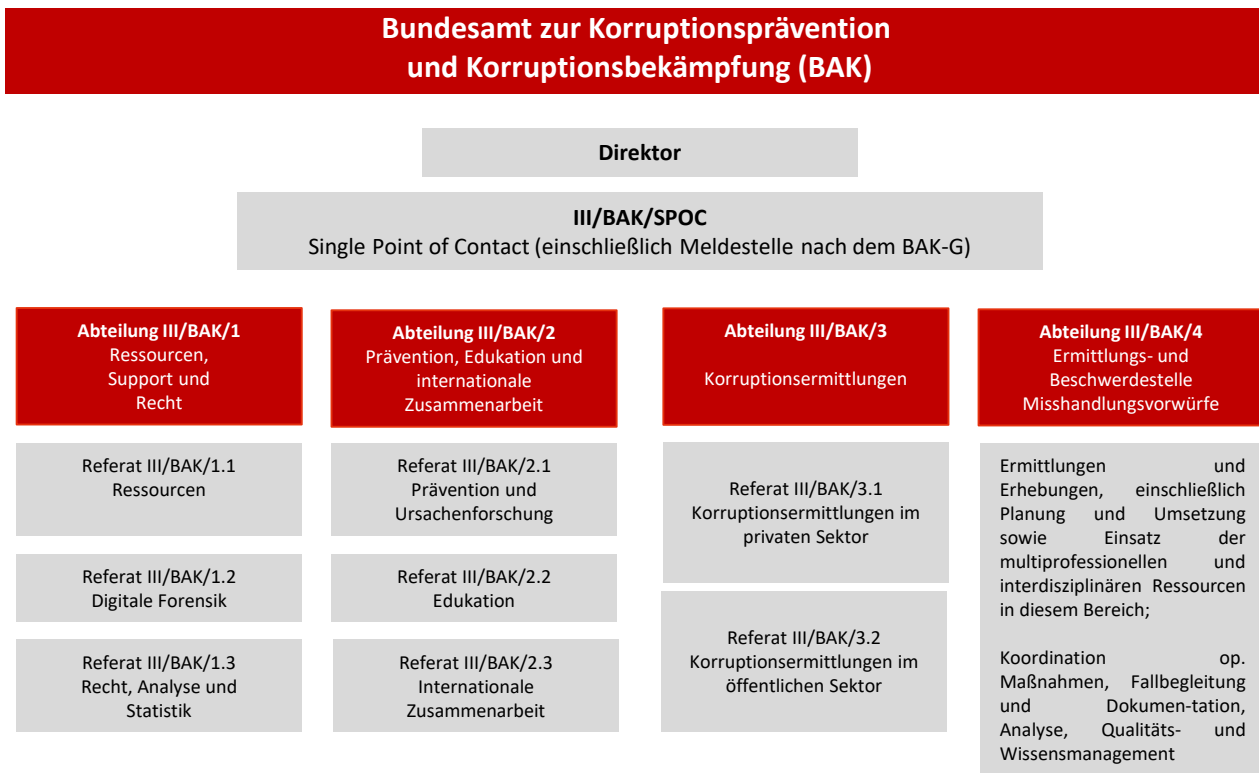 Bundesamt zur Korruptionsprävention
und Korruptionsbekämpfung (BAK)
Direktor
III/BAK/SPOC
Single Point of Contact (einschließlich Meldestelle nach dem BAK-G)
Abteilung III/BAK/1
Ressourcen,
Support und
Recht
Referat III/BAK/1.1
Ressourcen
Referat III/BAK/1.2
Digitale Forensik
Referat III/BAK/1.3
Recht, Analyse und
Statistik
Abteilung III/BAK/2
Prävention, Edukation und
internationale
Zusammenarbeit
Referat III/BAK/2.1
Prävention und
Ursachenforschung
Referat III/BAK/2.2
Edukation
Referat III/BAK/2.3
Internationale
Zusammenarbeit
Abteilung III/BAK/3
Korruptionsermittlungen
Referat III/BAK/3.1
Korruptionsermittlungen im
privaten Sektor
Referat III/BAK/3.2
Korruptionsermittlungen im
öffentlichen Sektor
Abteilung III/BAK/4
Ermittlungs- und
Beschwerdestelle
Misshandlungsvorwürfe
Ermittlungen und
Erhebungen, einschließlich
Planung und Umsetzung
sowie Einsatz der
multiprofessionellen und
interdisziplinären Ressourcen
in diesem Bereich;
Koordination op.
Maßnahmen, Fallbegleitung
und Dokumen-tation,
Analyse, Qualitäts- und
Wissensmanagement